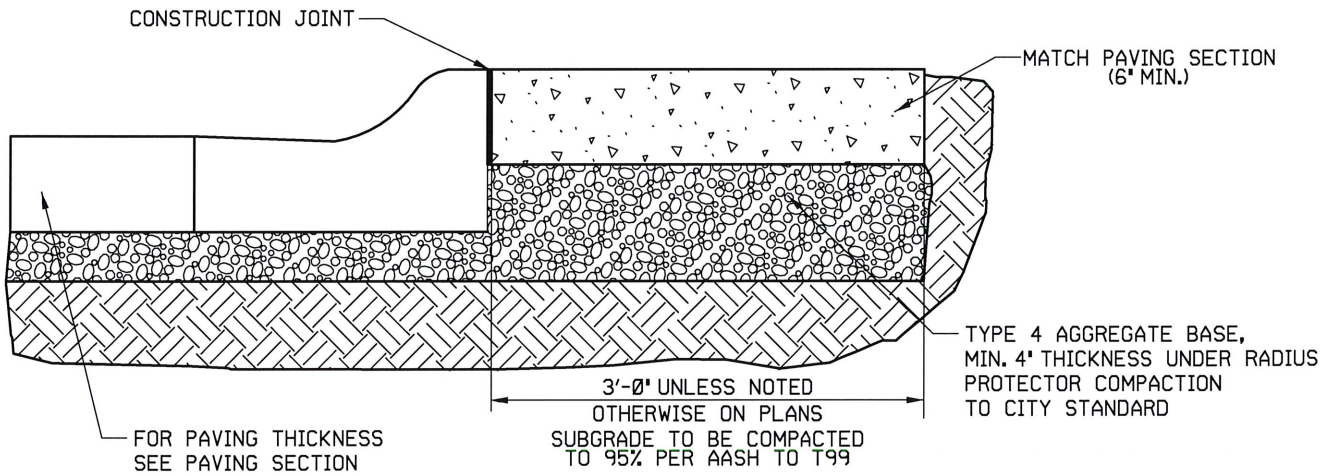 CONSTRUCTION JOINT
MATCH PAVING SECTION
(6" MIN.)
TYPE 4 AGGREGATE BASE,
MIN. 4" THICKNESS UNDER RADIUS
PROTECTOR COMPACTION
TO CITY STANDARD
3'-0" UNLESS NOTED
OTHERWISE ON PLANS
SUBGRADE TO BE COMPACTED
TO 95% PER AASH TO T99
FOR PAVING THICKNESS
SEE PAVING SECTION